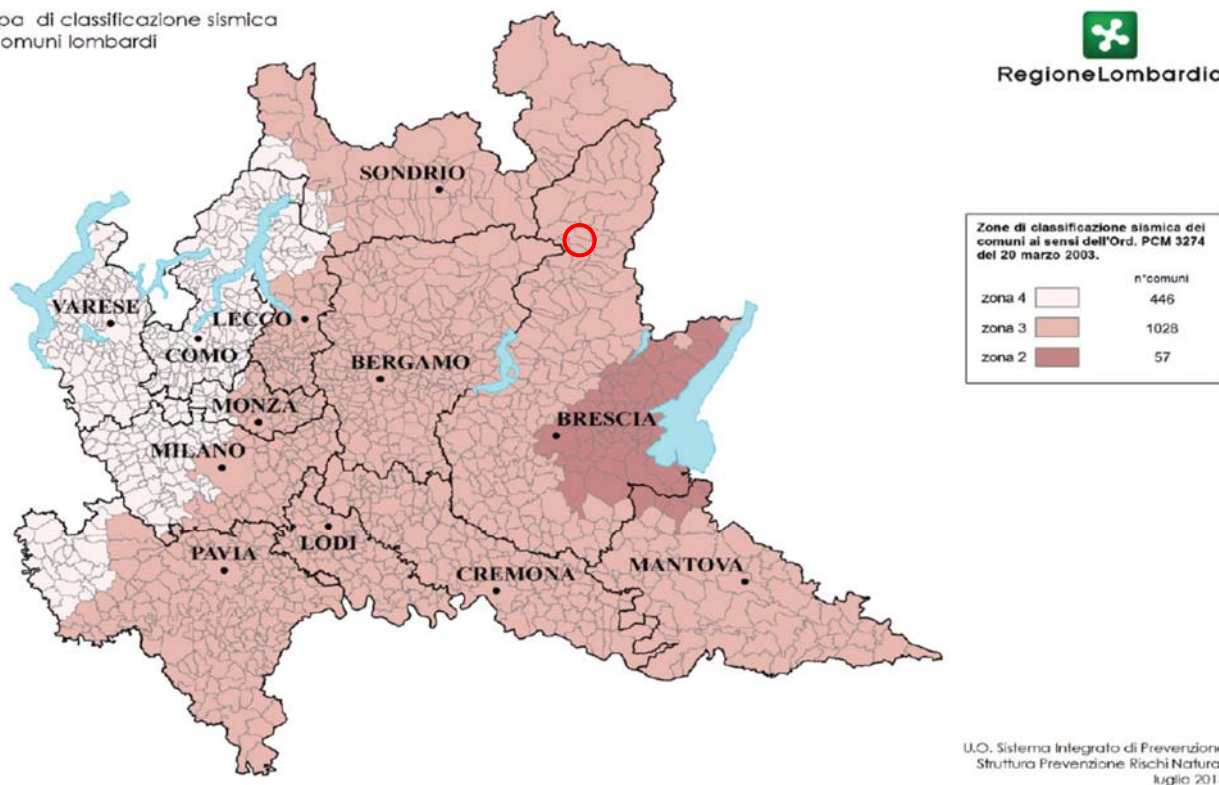 pa di classificazione sismica
omuni lombardi
RegioneLombardia
SONDRIO
VARESE
LECCO
COMO
BERGAMO
MONZA
BRESCIA
MILANO
LODI
PAVIA
CREMONA
MANTOVA
Zone di classificazione sismica dei
comuni ai sensi dell'Ord. PCM 3274
del 20 marzo 2003.
n°comuni
zona 4 446
zona 3 1028
zona 2 57
U.O. Sistema Integrato di Prevenzione
Struttura Prevenzione Rischi Natura
luglio 201